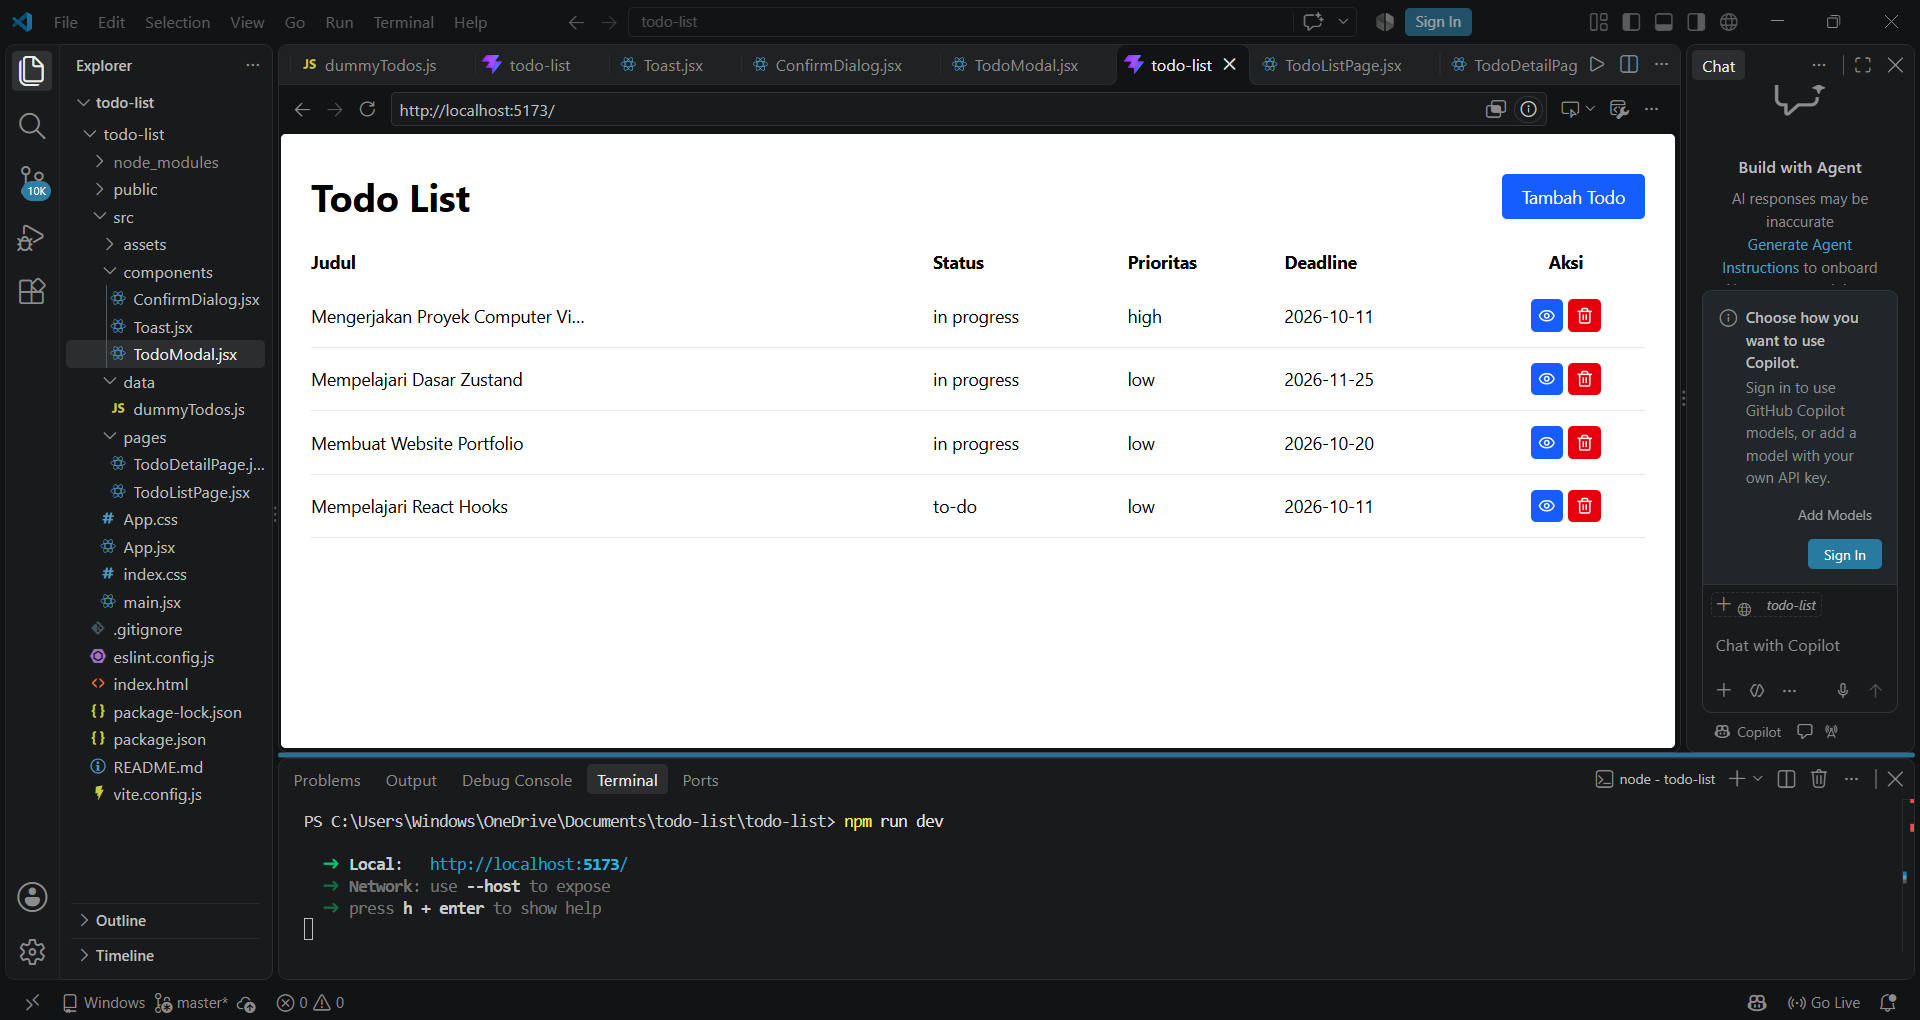 File Edit Selection View Go Run Terminal Help
todo-list
Sign In
Explorer
todo-list
todo-list
node_modules
public
src
assets
components
ConfirmDialog.jsx
Toast.jsx
TodoModal.jsx
data
JS dummyTodos.js
pages
TodoDetailPage.j...
TodoListPage.jsx
# App.css
App.jsx
# index.css
main.jsx
.gitignore
eslint.config.js
index.html
package-lock.json
package.json
README.md
vite.config.js
Outline
Timeline
10K
JS dummyTodos.js
todo-list
Toast.jsx
ConfirmDialog.jsx
TodoModal.jsx
todo-list
TodoListPage.jsx
TodoDetailPag
http://localhost:5173/
Todo List
Tambah Todo
Judul Status Prioritas Deadline Aksi
Mengerjakan Proyek Computer Vi... in progress high 2026-10-11
Mempelajari Dasar Zustand in progress low 2026-11-25
Membuat Website Portfolio in progress low 2026-10-20
Mempelajari React Hooks to-do low 2026-10-11
Problems Output Debug Console Terminal Ports
node - todo-list
PS C:\Users\Windows\OneDrive\Documents\todo-list\todo-list> npm run dev
➜ Local: http://localhost:5173/
➜ Network: use --host to expose
➜ press h + enter to show help
Chat
Build with Agent
AI responses may be
inaccurate
Generate Agent
Instructions to onboard
Choose how you
want to use
Copilot.
Sign in to use
GitHub Copilot
models, or add a
model with your
own API key.
Add Models
Sign In
todo-list
Chat with Copilot
Copilot
Windows master* 0 0
Go Live